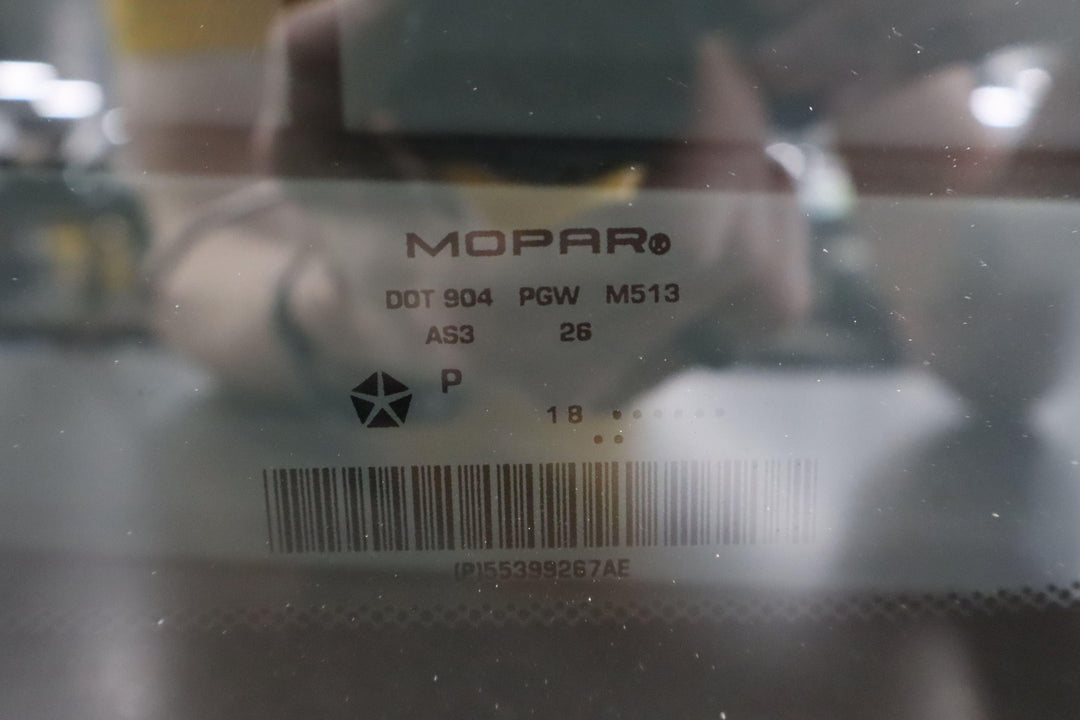 MOPAR®
DOT 904 PGW M513
AS3 26
P
18
(P)55399267AE